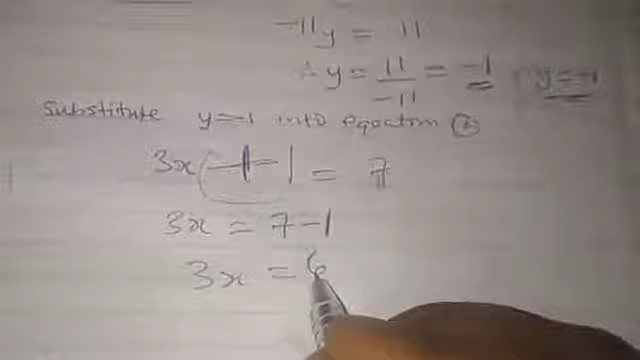 -11y = 11
∴ y = 11/-11 = -1 y = -1
Substitute y=-1 into equation
3x - 1 - 1 = 7
3x = 7 - 1
3x = 6